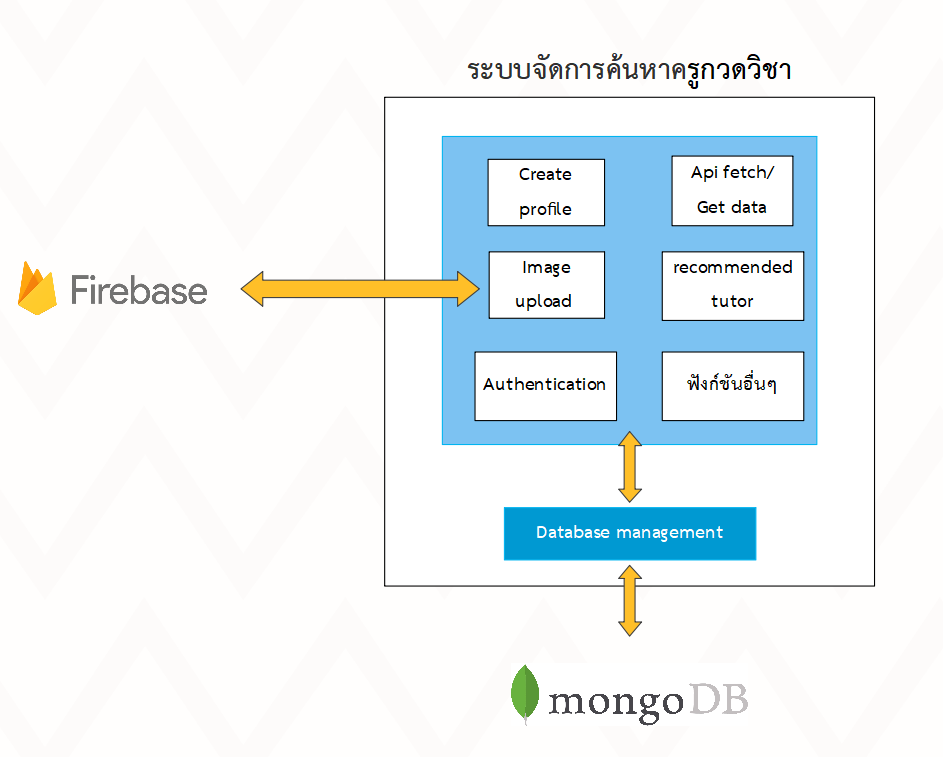 ระบบจัดการค้นหาครูกวดวิชา
Create
profile
Api fetch/
Get data
Firebase
Image
upload
recommended
tutor
Authentication
ฟังก์ชันอื่นๆ
Database management
mongoDB